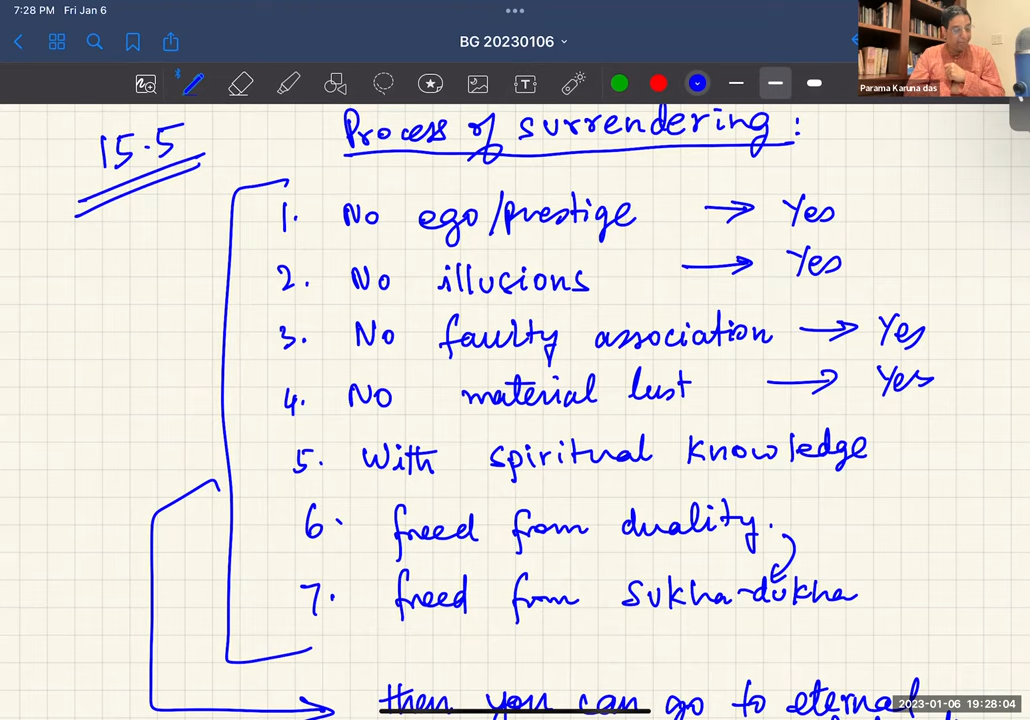 7:28 PM Fri Jan 6
BG 20230106
Parama Karuna das
15.5 Process of surrendering :
1. No ego/prestige → Yes
2. No illusions → Yes
3. No faulty association → Yes
4. No material lust → Yes
5. With spiritual knowledge
6. freed from duality.
7. freed from sukha-dukha
→ then you can go to eternal
2023-01-06 19:28:04